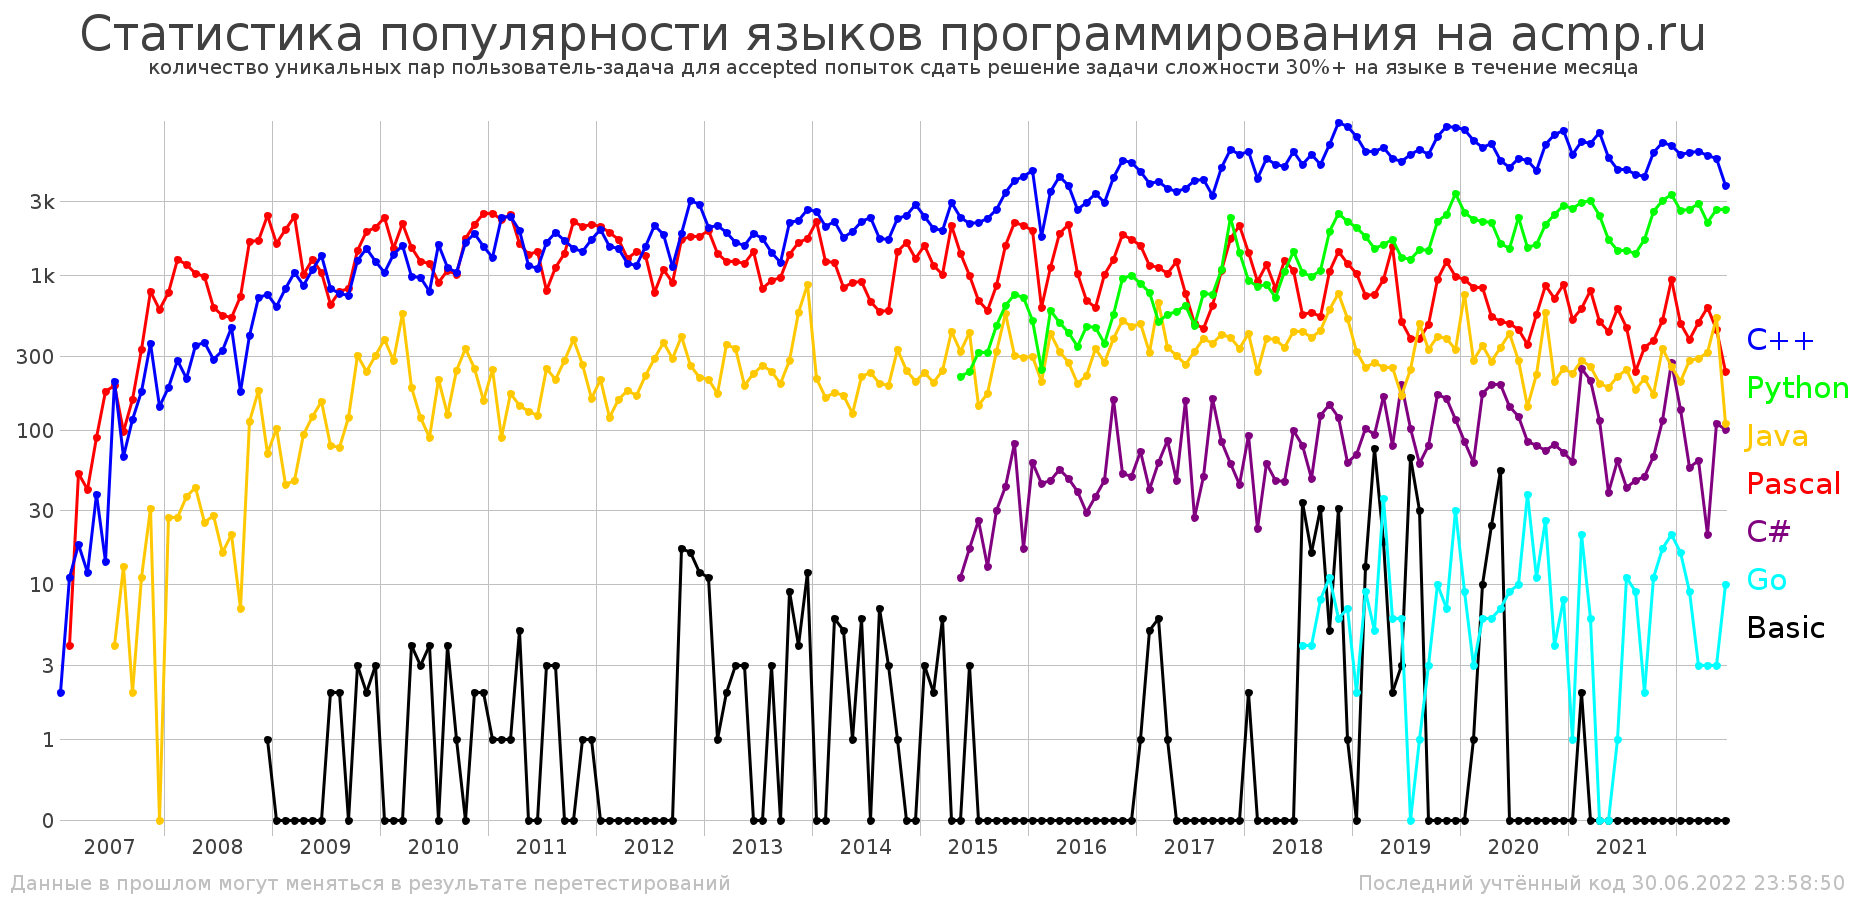 Статистика популярности языков программирования на acmp.ru
количество уникальных пар пользователь-задача для accepted попыток сдать решение задачи сложности 30%+ на языке в течение месяца
3k
1k
300
100
30
10
3
1
0
C++
Python
Java
Pascal
C#
Go
Basic
2007 2008 2009 2010 2011 2012 2013 2014 2015 2016 2017 2018 2019 2020 2021
Данные в прошлом могут меняться в результате перетестирований
Последний учтённый код 30.06.2022 23:58:50